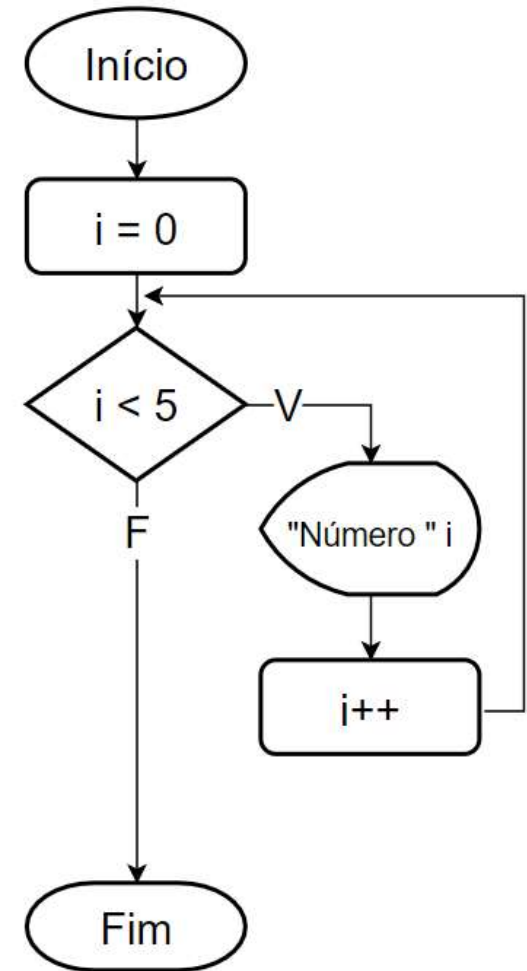 Início
i = 0
i < 5
V
F
"Número " i
i++
Fim